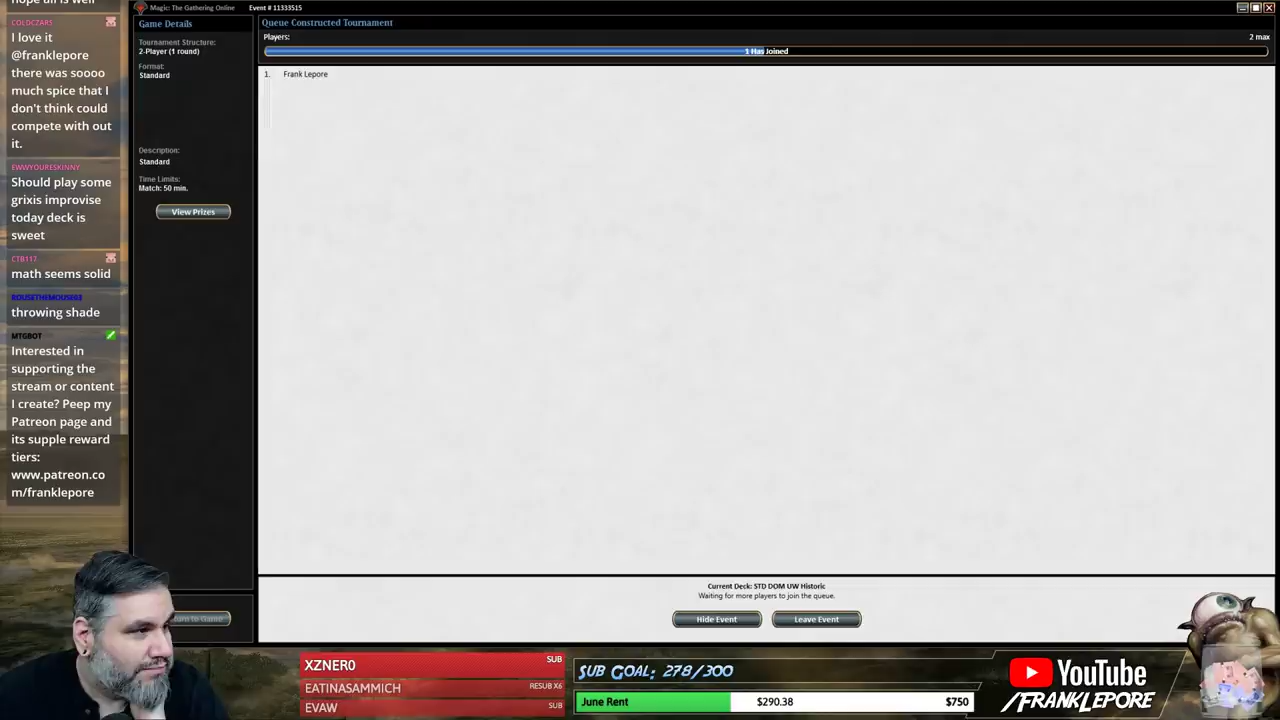 hope all is well
COLDCZAR5
I love it
@franklepore
there was soooo
much spice that I
don't think could
compete with out
it.
EWWYOURESKINNY
Should play some
grixis improvise
today deck is
sweet
CTB117
math seems solid
ROUSETHEMOUSE03
throwing shade
MTGBOT
Interested in
supporting the
stream or content
I create? Peep my
Patreon page and
its supple reward
tiers:
www.patreon.co
m/franklepore
Magic: The Gathering Online Event # 11333515
Game Details
Tournament Structure:
2-Player (1 round)
Format:
Standard
Description:
Standard
Time Limits:
Match: 50 min.
View Prizes
Queue Constructed Tournament
Players:
2 max
1 Has Joined
1. Frank Lepore
Current Deck: STD DOM UW Historic
Waiting for more players to join the queue.
Hide Event
Leave Event
To Game
XZNER0 SUB
EATINASAMMICH RESUB X6
EVAW SUB
SUB GOAL: 278/300
June Rent $290.38 $750
YouTube
/FRANKLEPORE